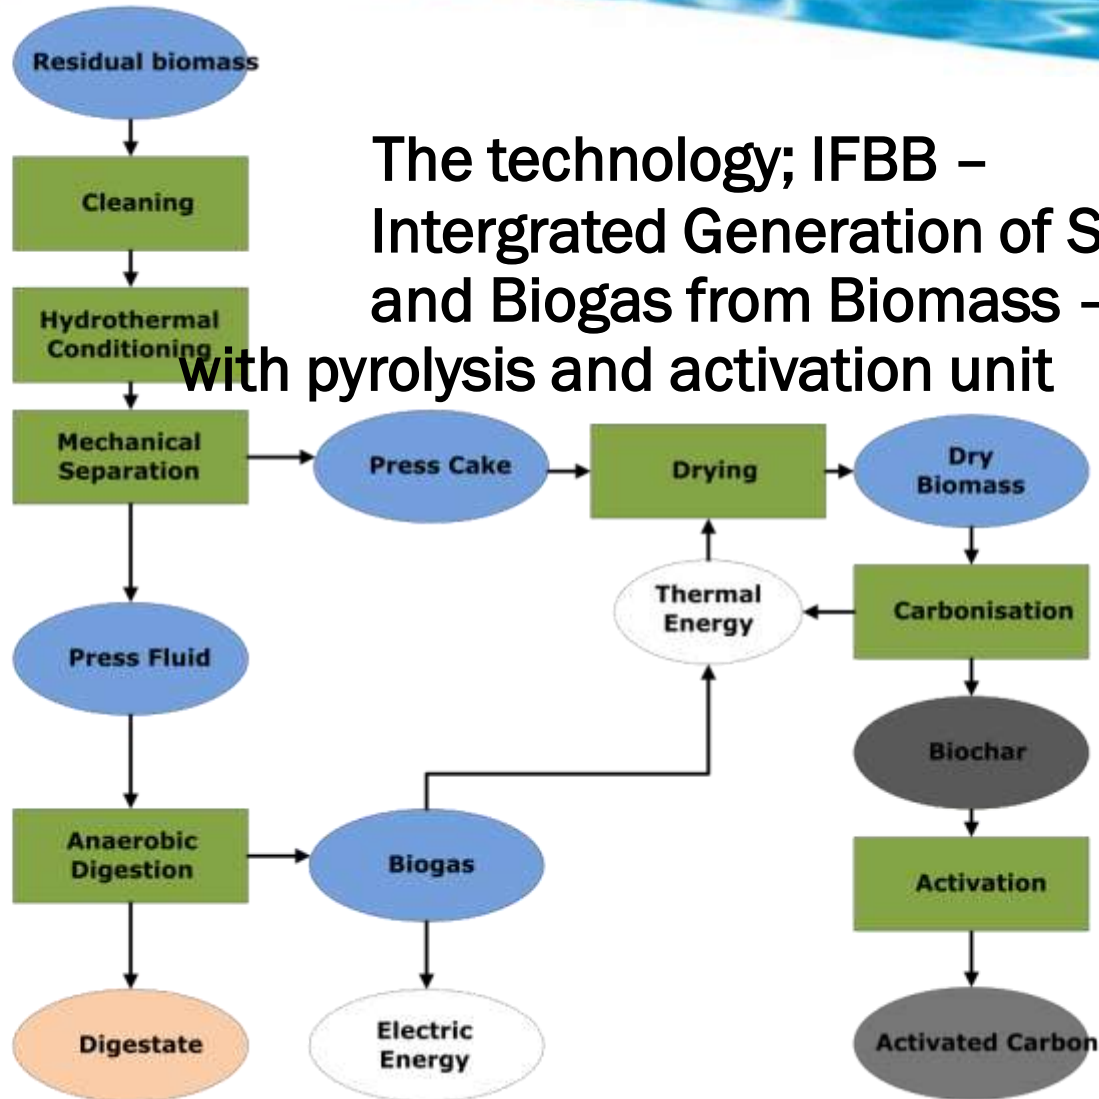 Residual biomass
Cleaning
Hydrothermal
Conditioning
The technology; IFBB –
Intergrated Generation of S
and Biogas from Biomass –
with pyrolysis and activation unit
Mechanical
Separation
Press Cake
Drying
Dry
Biomass
Thermal
Energy
Carbonisation
Press Fluid
Biochar
Anaerobic
Digestion
Biogas
Activation
Digestate
Electric
Energy
Activated Carbon